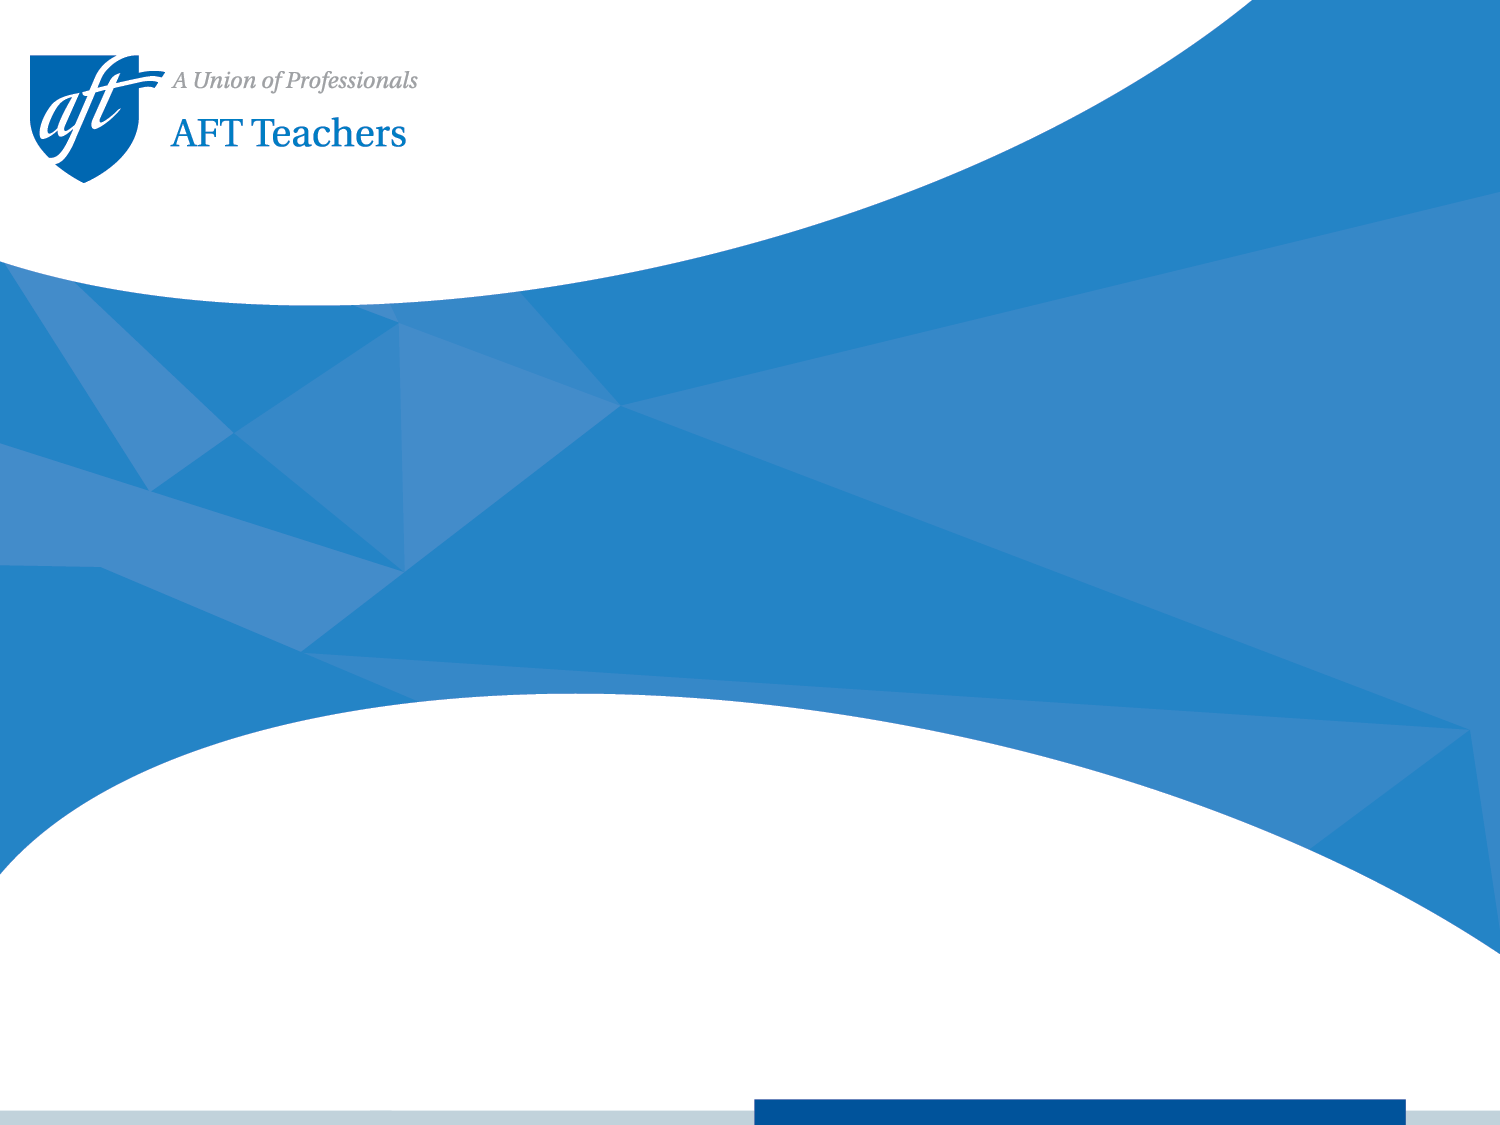 aft
A Union of Professionals
AFT Teachers